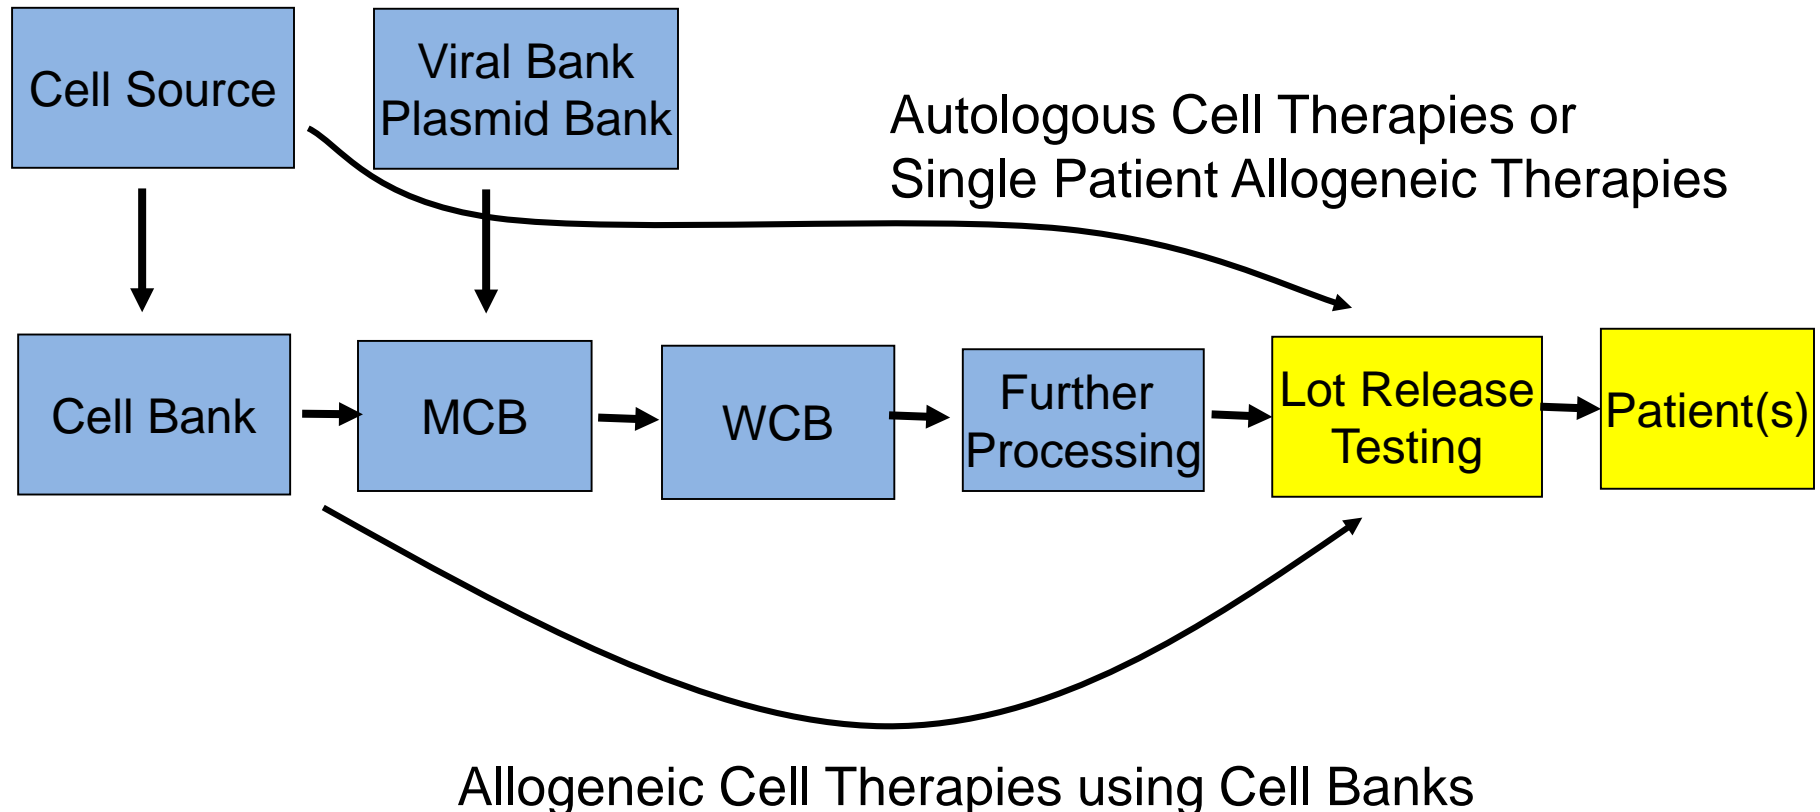 Cell Source
Viral Bank
Plasmid Bank
Autologous Cell Therapies or
Single Patient Allogeneic Therapies
Cell Bank
MCB
WCB
Further
Processing
Lot Release
Testing
Patient(s)
Allogeneic Cell Therapies using Cell Banks